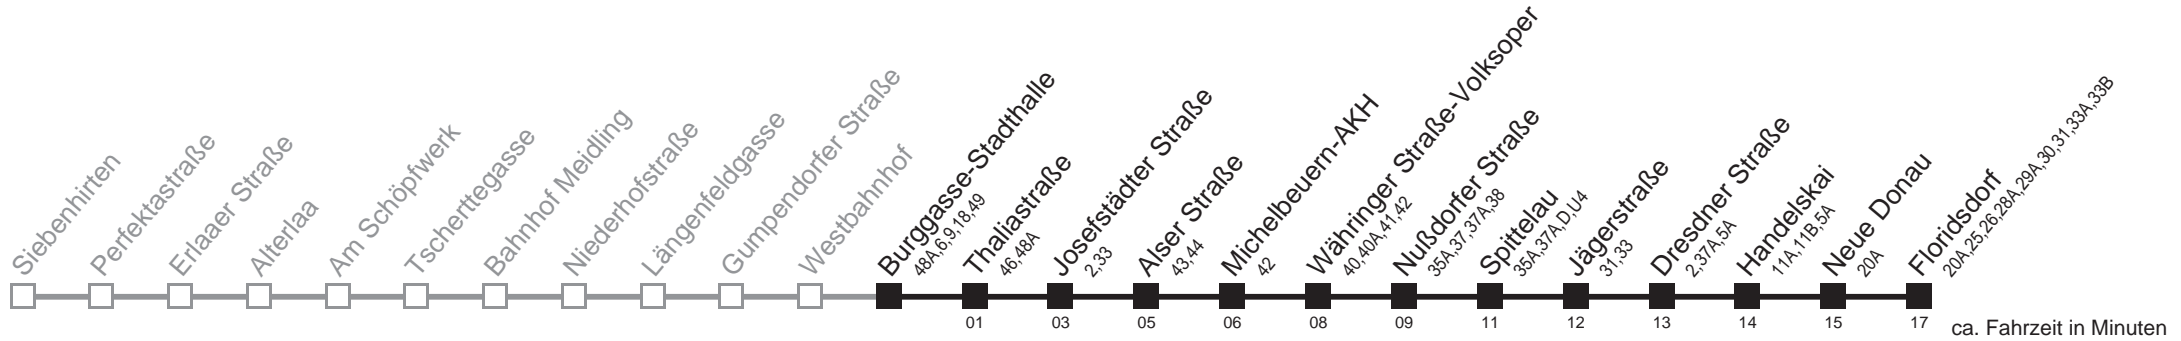 Siebenhirten
Perfektastraße
Erlaaer Straße
Alterlaa
Am Schöpfwerk
Tscherttegasse
Bahnhof Meidling
Niederhofstraße
Längenfeldgasse
Gumpendorfer Straße
Westbahnhof
Burggasse-Stadthalle
48A,6,9,18,49
Thaliastraße
46,48A
Josefstädter Straße
2,33
Alser Straße
43,44
Michelbeuern-AKH
42
Währinger Straße-Volksoper
40,40A,41,42
Nußdorfer Straße
35A,37,37A,38
Spittelau
35A,37A,D,U4
Jägerstraße
31,33
Dresdner Straße
2,37A,5A
Handelskai
11A,11B,5A
Neue Donau
20A
Floridsdorf
20A,25,26,28A,29A,30,31,33A,33B
01 03 05 06 08 09 11 12 13 14 15 17 ca. Fahrzeit in Minuten